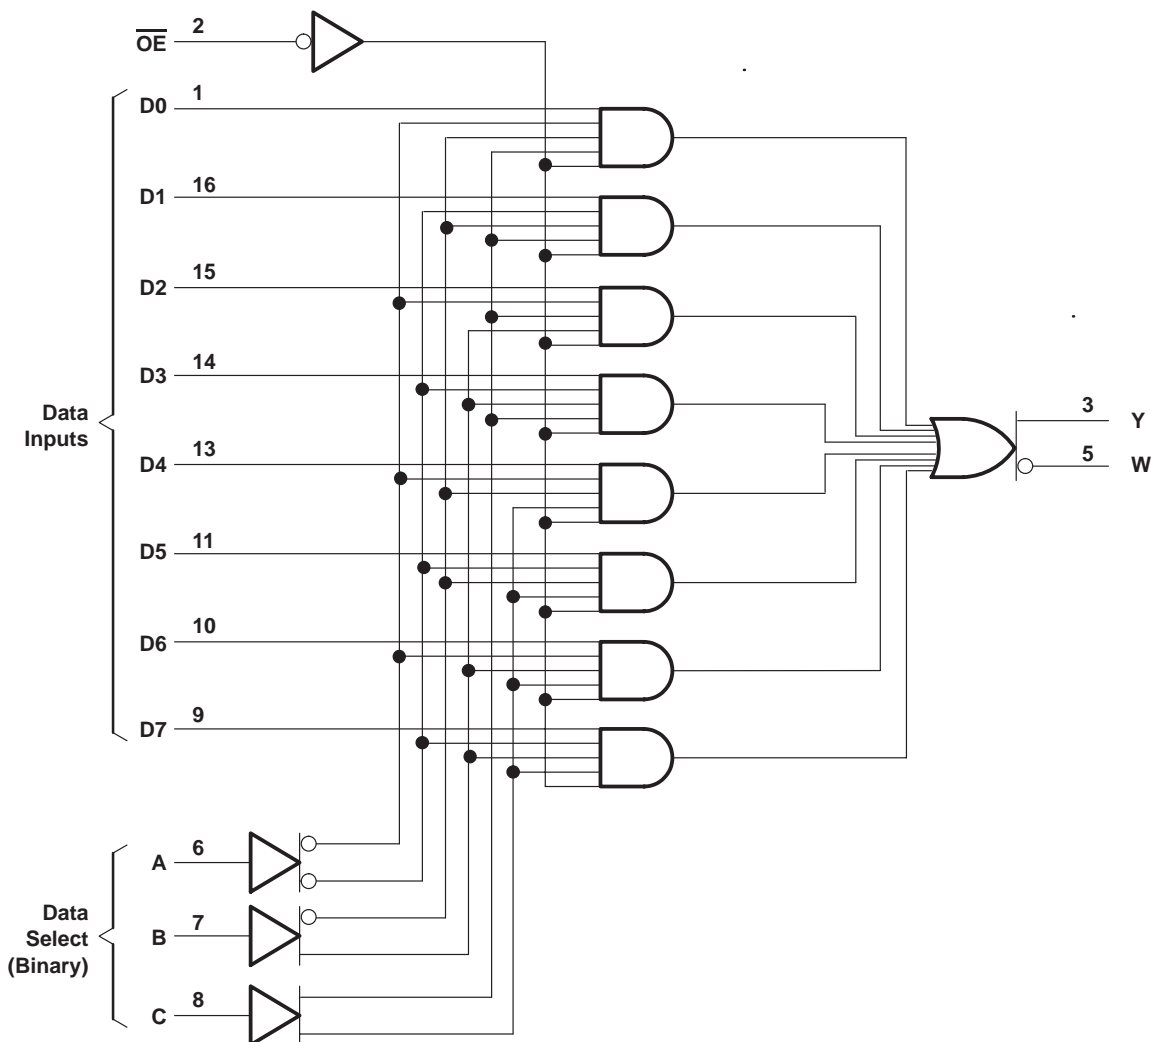 OE 2
D0 1
D1 16
D2 15
D3 14
Data
Inputs
D4 13
D5 11
D6 10
D7 9
3 Y
5 W
A 6
Data
Select
(Binary)
B 7
C 8